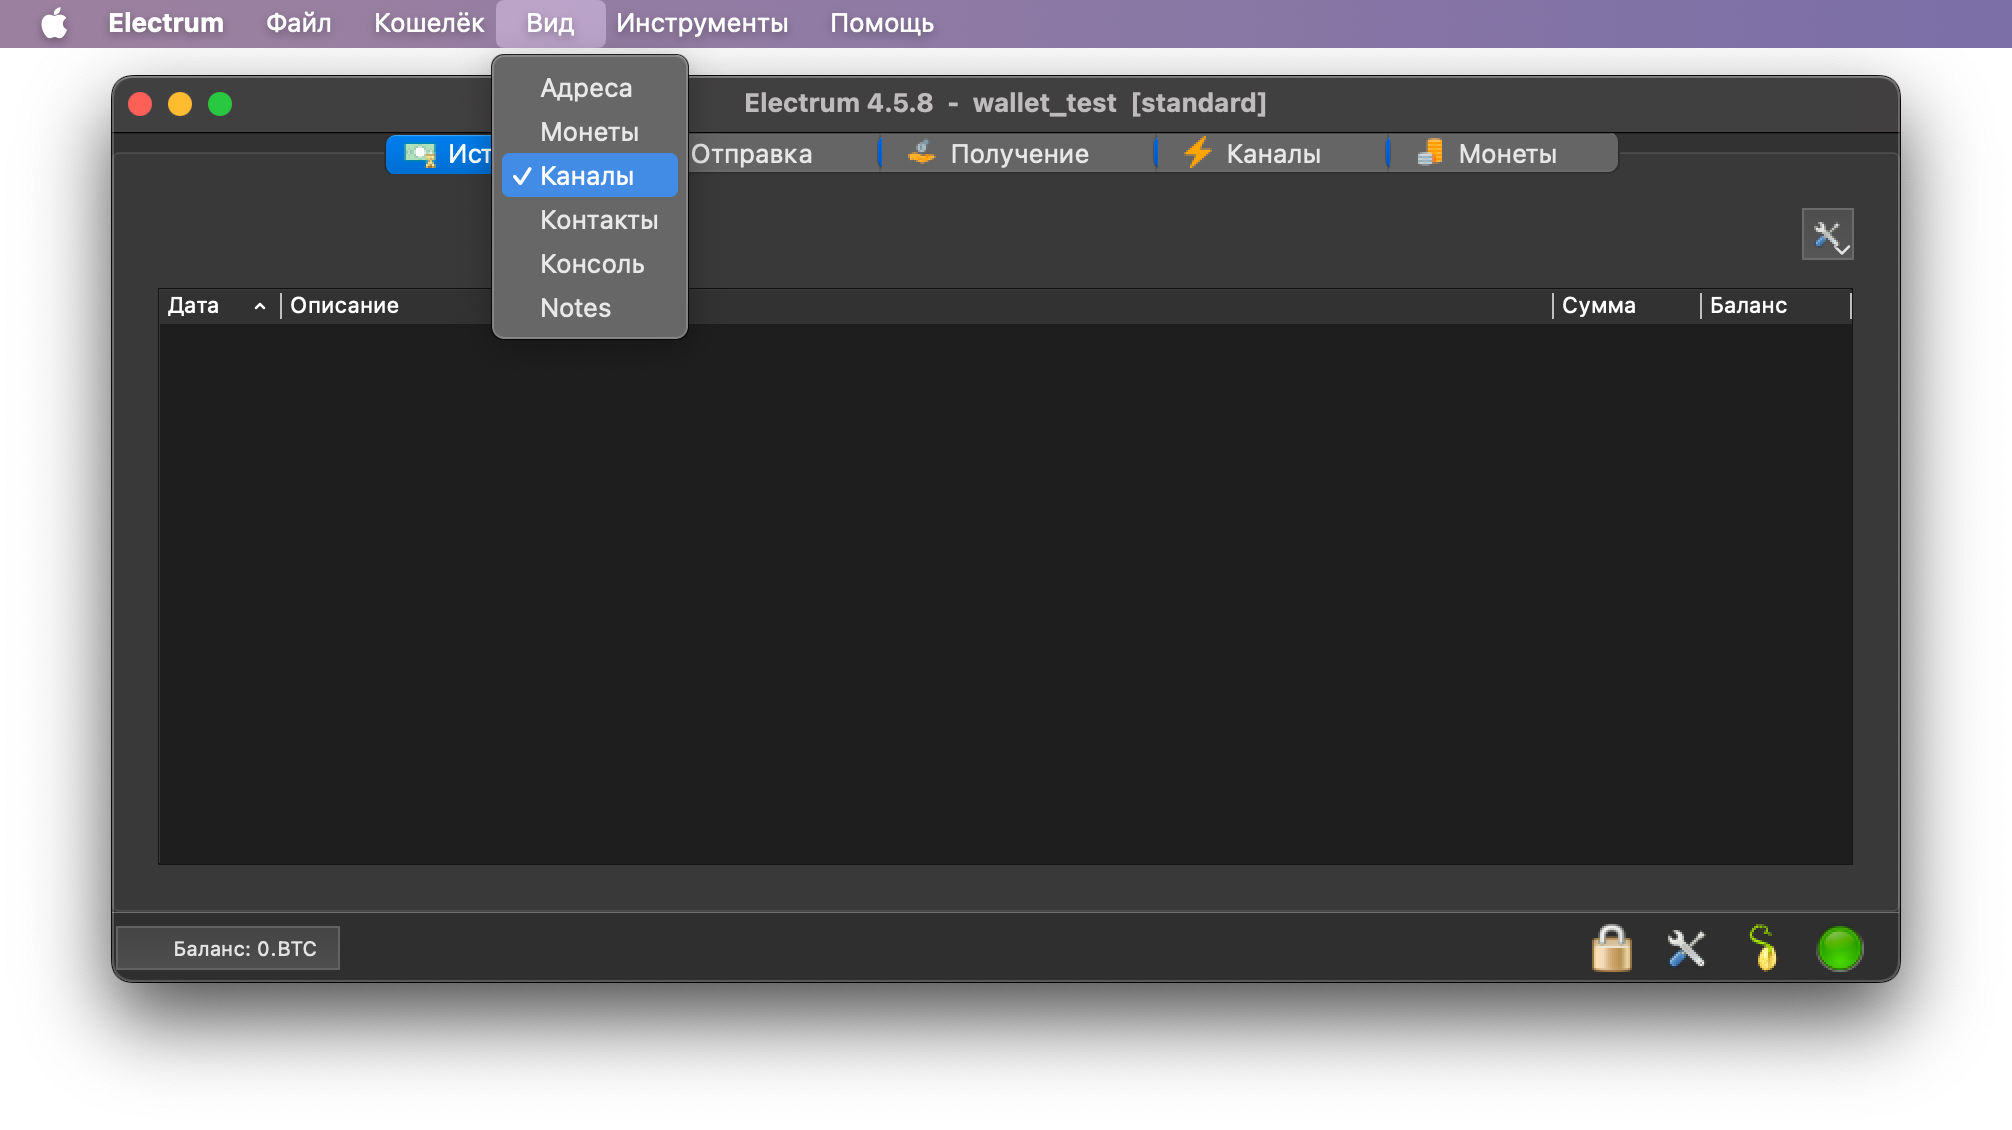 Electrum Файл Кошелёк Вид Инструменты Помощь
Electrum 4.5.8 - wallet_test [standard]
Адреса
Монеты
✓ Каналы
Контакты
Консоль
Notes
Ист Отправка Получение Каналы Монеты
Дата Описание Сумма Баланс
Баланс: 0.BTC